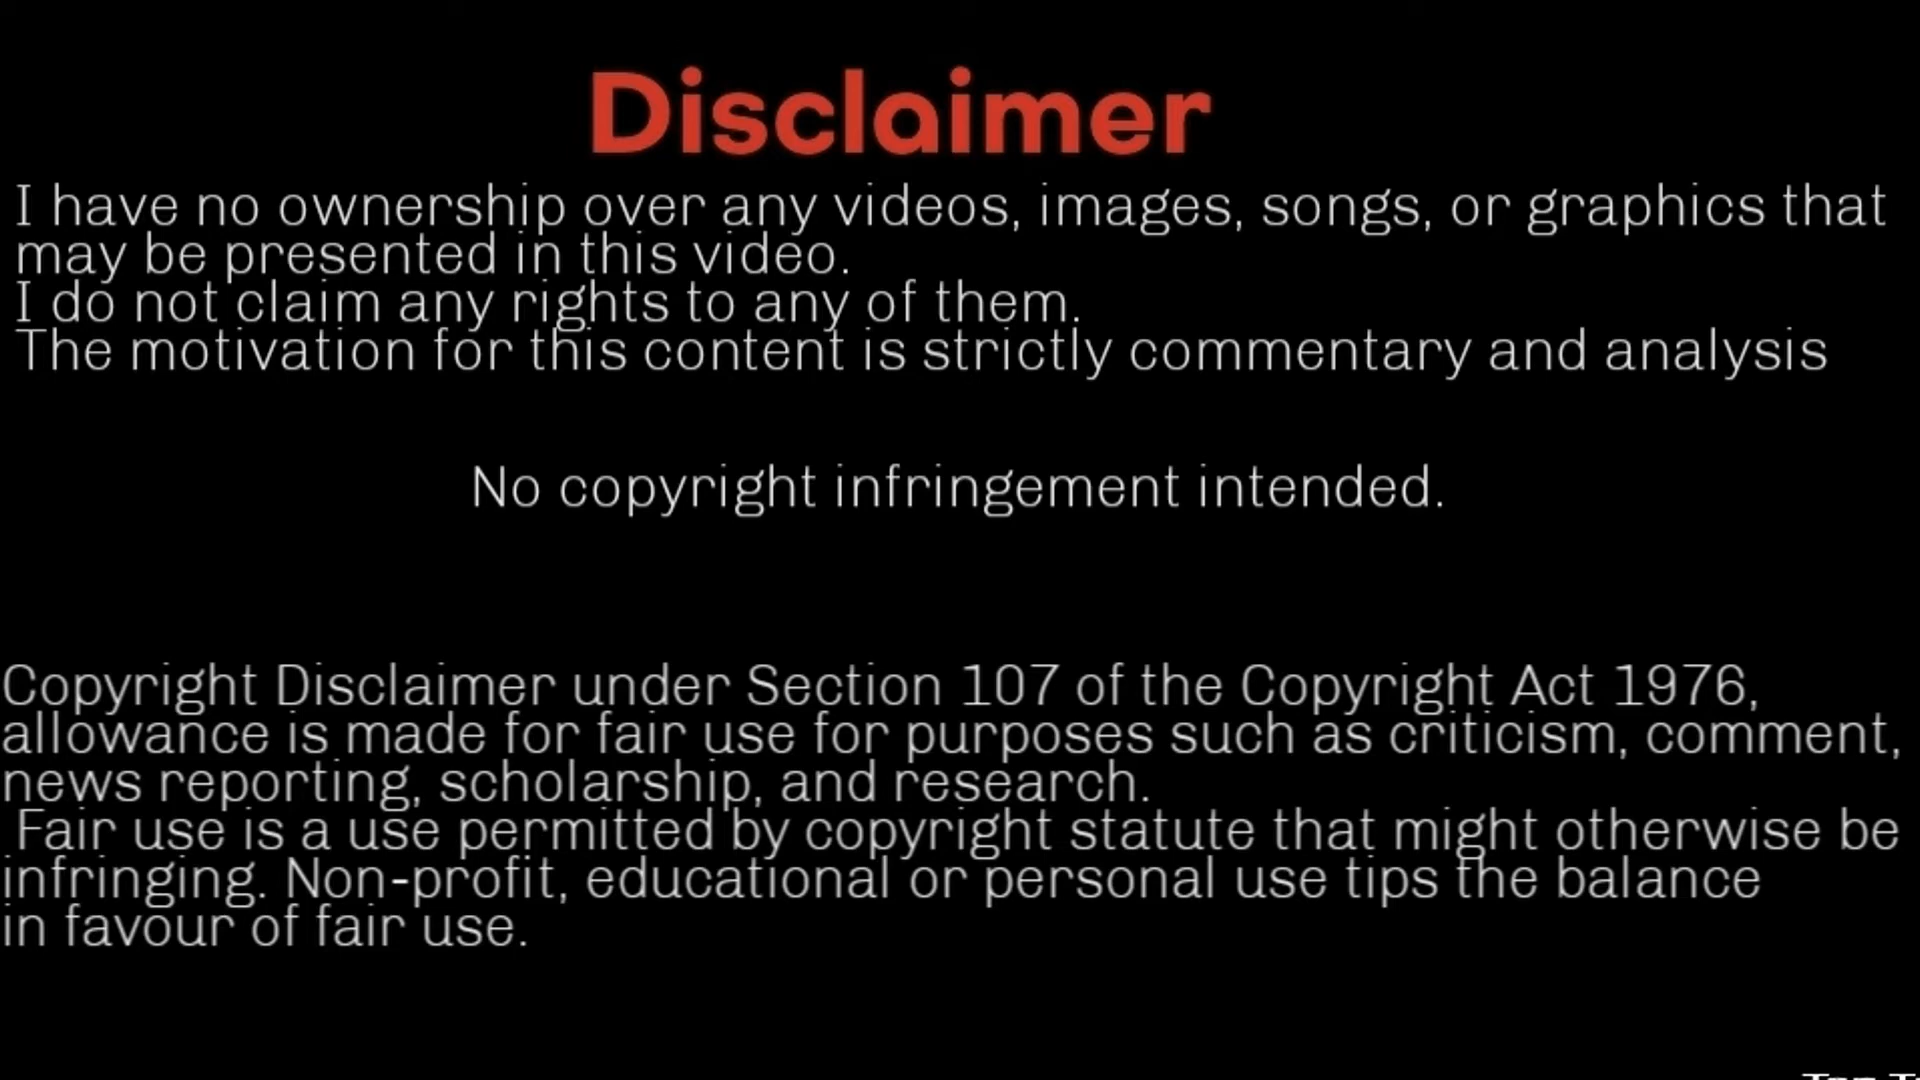 Disclaimer
I have no ownership over any videos, images, songs, or graphics that
may be presented in this video.
I do not claim any rights to any of them.
The motivation for this content is strictly commentary and analysis
No copyright infringement intended.
Copyright Disclaimer under Section 107 of the Copyright Act 1976,
allowance is made for fair use for purposes such as criticism, comment,
news reporting, scholarship, and research.
Fair use is a use permitted by copyright statute that might otherwise be
infringing. Non-profit, educational or personal use tips the balance
in favour of fair use.